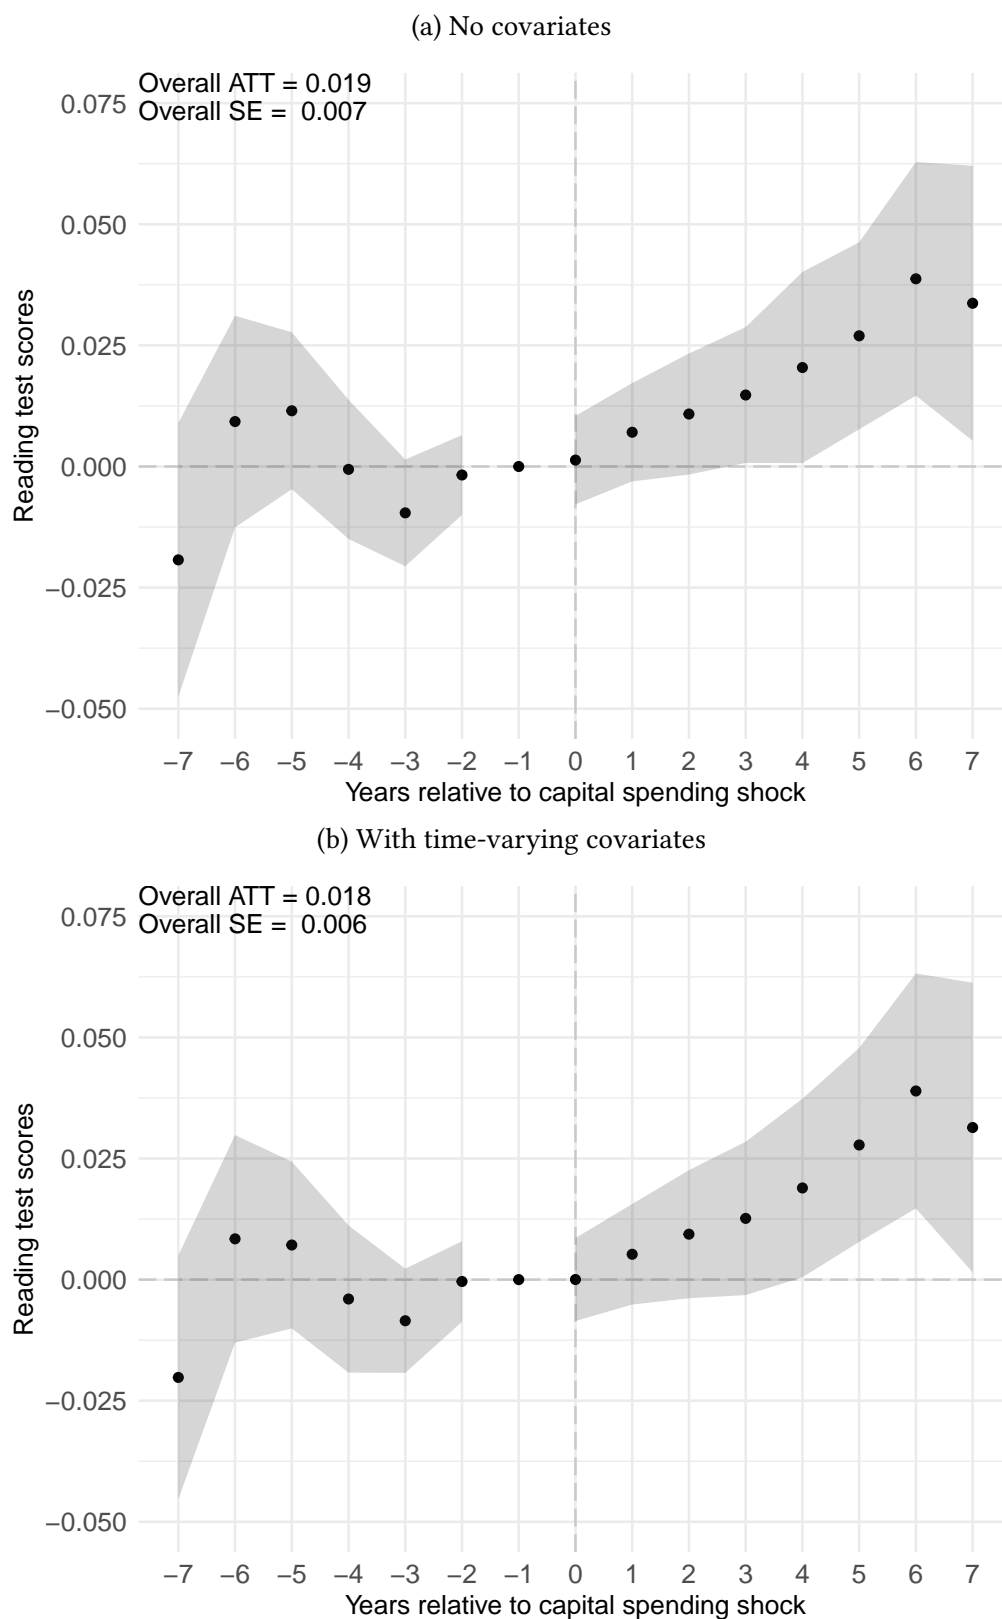 (a) No covariates
Overall ATT = 0.019
Overall SE =  0.007
0.075
0.050
0.025
0.000
−0.025
−0.050
Reading test scores
−7 −6 −5 −4 −3 −2 −1 0 1 2 3 4 5 6 7
Years relative to capital spending shock
(b) With time-varying covariates
Overall ATT = 0.018
Overall SE =  0.006
0.075
0.050
0.025
0.000
−0.025
−0.050
Reading test scores
−7 −6 −5 −4 −3 −2 −1 0 1 2 3 4 5 6 7
Years relative to capital spending shock